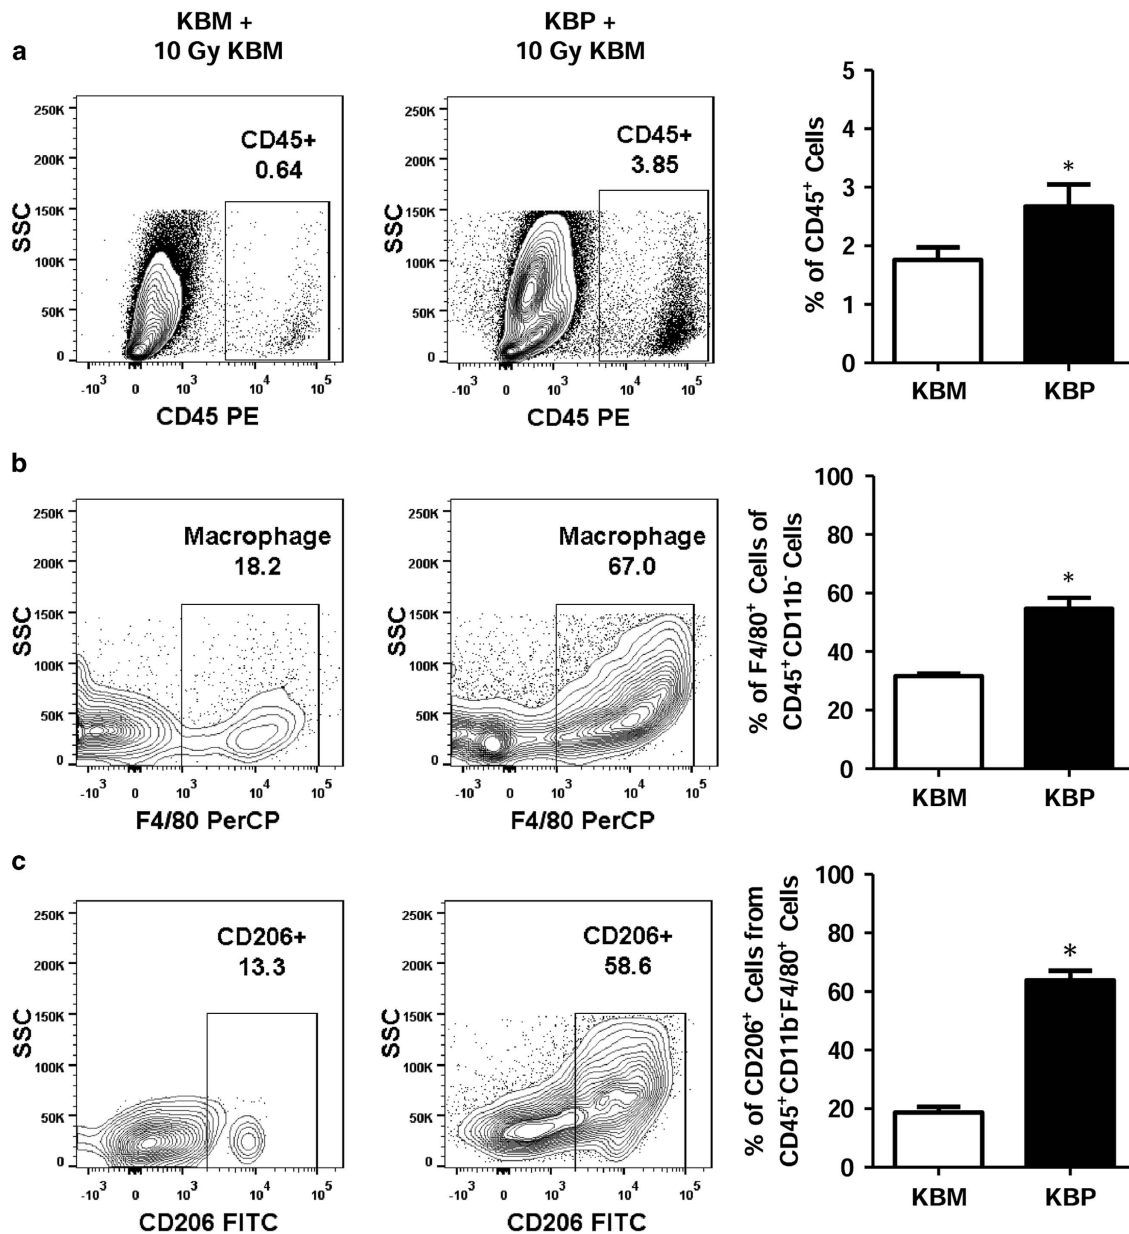 KBM +
10 Gy KBM
KBP +
10 Gy KBM
a
250K
200K
150K
100K
50K
0
SSC
CD45+
0.64
-10³ 0 10³ 10⁴ 10⁵
CD45 PE
250K
200K
150K
100K
50K
0
SSC
CD45+
3.85
-10³ 0 10³ 10⁴ 10⁵
CD45 PE
% of CD45⁺ Cells
5
4
3
2
1
0
*
KBM KBP
b
250K
200K
150K
100K
50K
0
SSC
Macrophage
18.2
-10³ 0 10³ 10⁴ 10⁵
F4/80 PerCP
250K
200K
150K
100K
50K
0
SSC
Macrophage
67.0
-10³ 0 10³ 10⁴ 10⁵
F4/80 PerCP
% of F4/80⁺ Cells of
CD45⁺CD11b⁻ Cells
100
80
60
40
20
0
*
KBM KBP
c
250K
200K
150K
100K
50K
0
SSC
CD206+
13.3
-10³ 0 10³ 10⁴ 10⁵
CD206 FITC
250K
200K
150K
100K
50K
0
SSC
CD206+
58.6
-10³ 0 10³ 10⁴ 10⁵
CD206 FITC
% of CD206⁺ Cells from
CD45⁺CD11b⁻F4/80⁺ Cells
100
80
60
40
20
0
*
KBM KBP